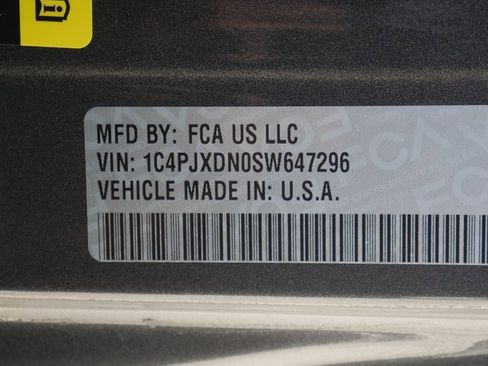 MFD BY: FCA US LLC
VIN: 1C4PJXDN0SW647296
VEHICLE MADE IN: U.S.A.